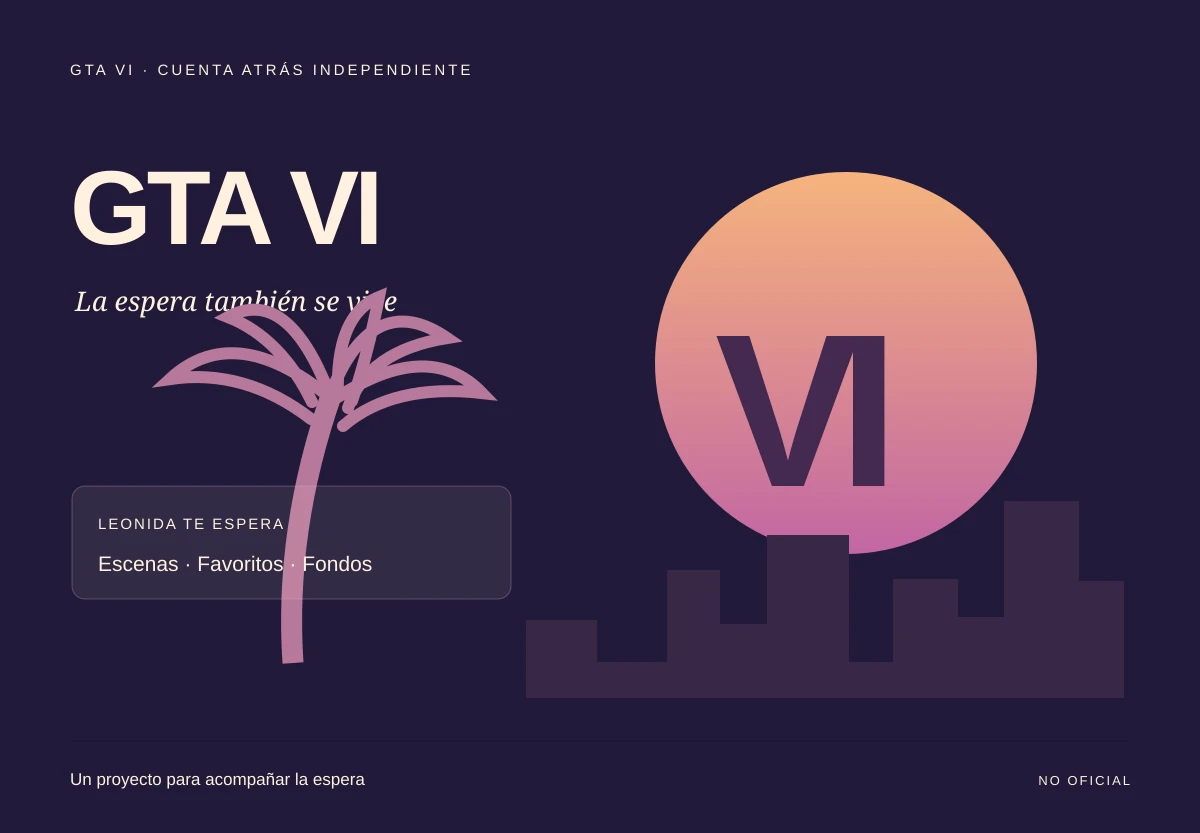 GTA VI · CUENTA ATRÁS INDEPENDIENTE
GTA VI
La espera también se vive
VI
LEONIDA TE ESPERA
Escenas · Favoritos · Fondos
Un proyecto para acompañar la espera
NO OFICIAL